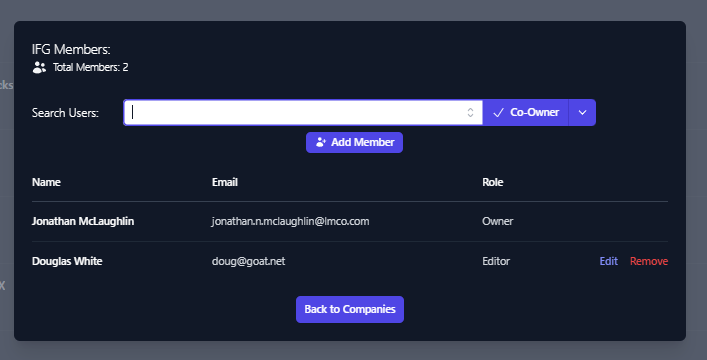 IFG Members:
Total Members: 2
cks
Search Users: Co-Owner
Add Member
Name Email Role
Jonathan McLaughlin jonathan.n.mclaughlin@lmco.com Owner
Douglas White doug@goat.net Editor Edit Remove
X
Back to Companies